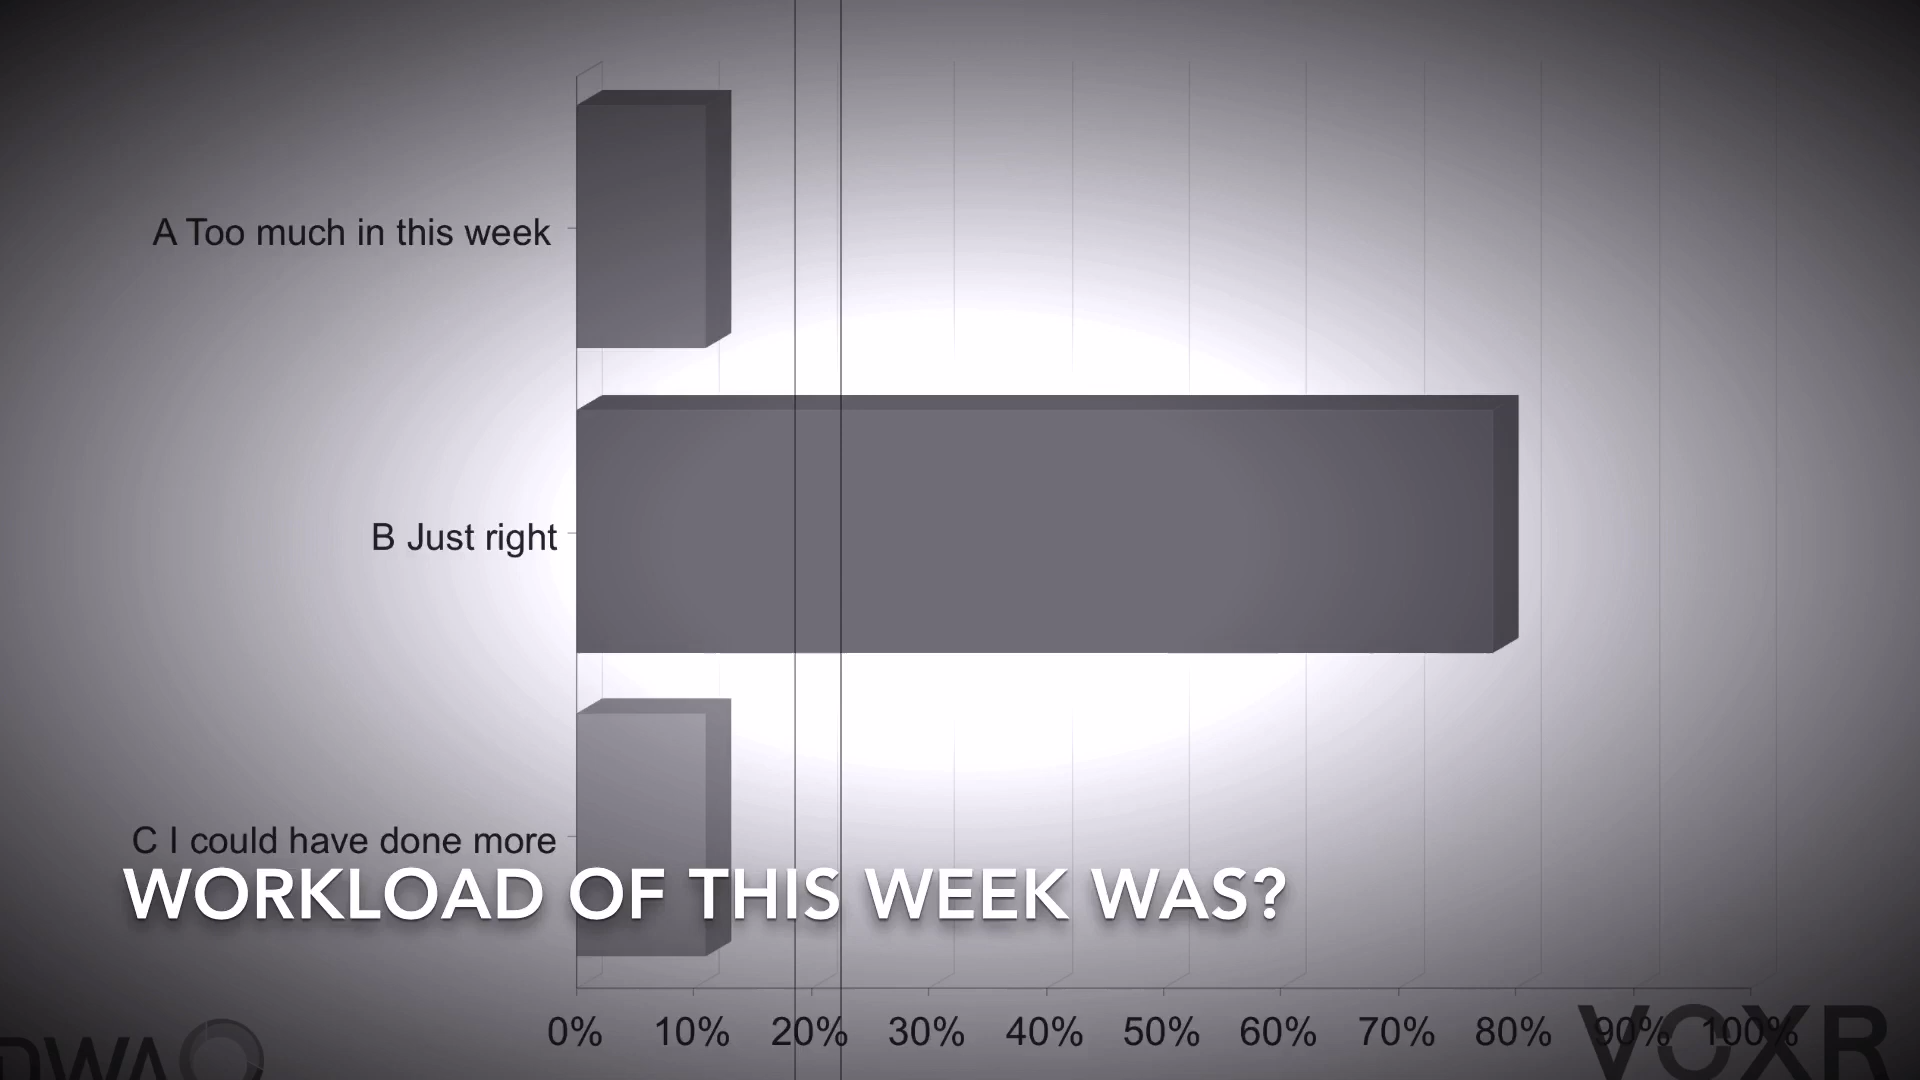 A Too much in this week
B Just right
C I could have done more
WORKLOAD OF THIS WEEK WAS?
0% 10% 20% 30% 40% 50% 60% 70% 80% 90% 100%
VOXR